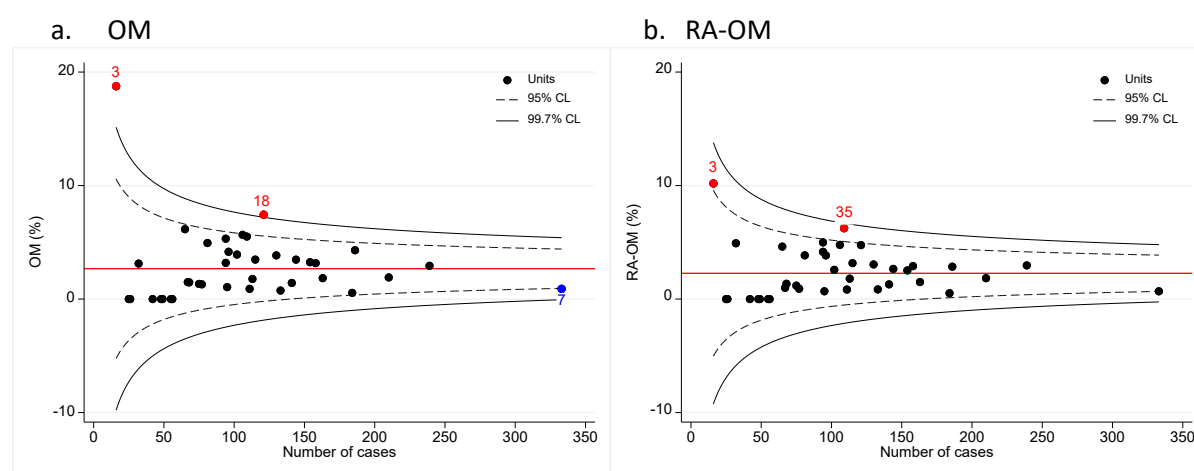 a. OM
20
10
0
-10
OM (%)
3
18
7
Units
95% CL
99.7% CL
0 50 100 150 200 250 300 350
Number of cases
b. RA-OM
20
10
0
-10
RA-OM (%)
3
35
Units
95% CL
99.7% CL
0 50 100 150 200 250 300 350
Number of cases